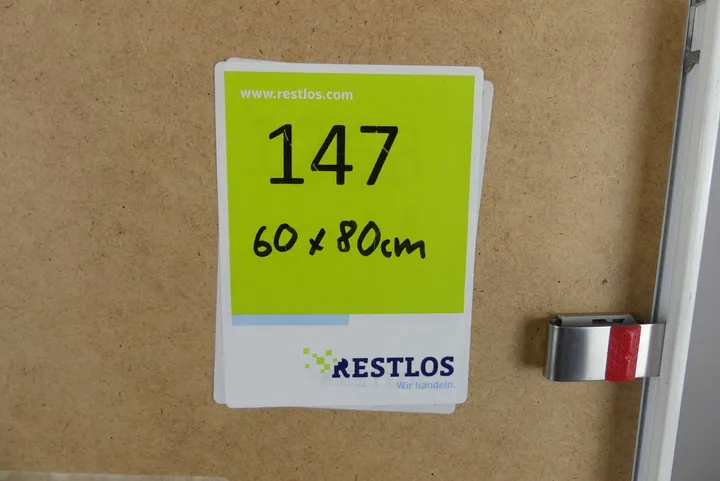 www.restlos.com
147
60 x 80cm
RESTLOS
Wir handeln.